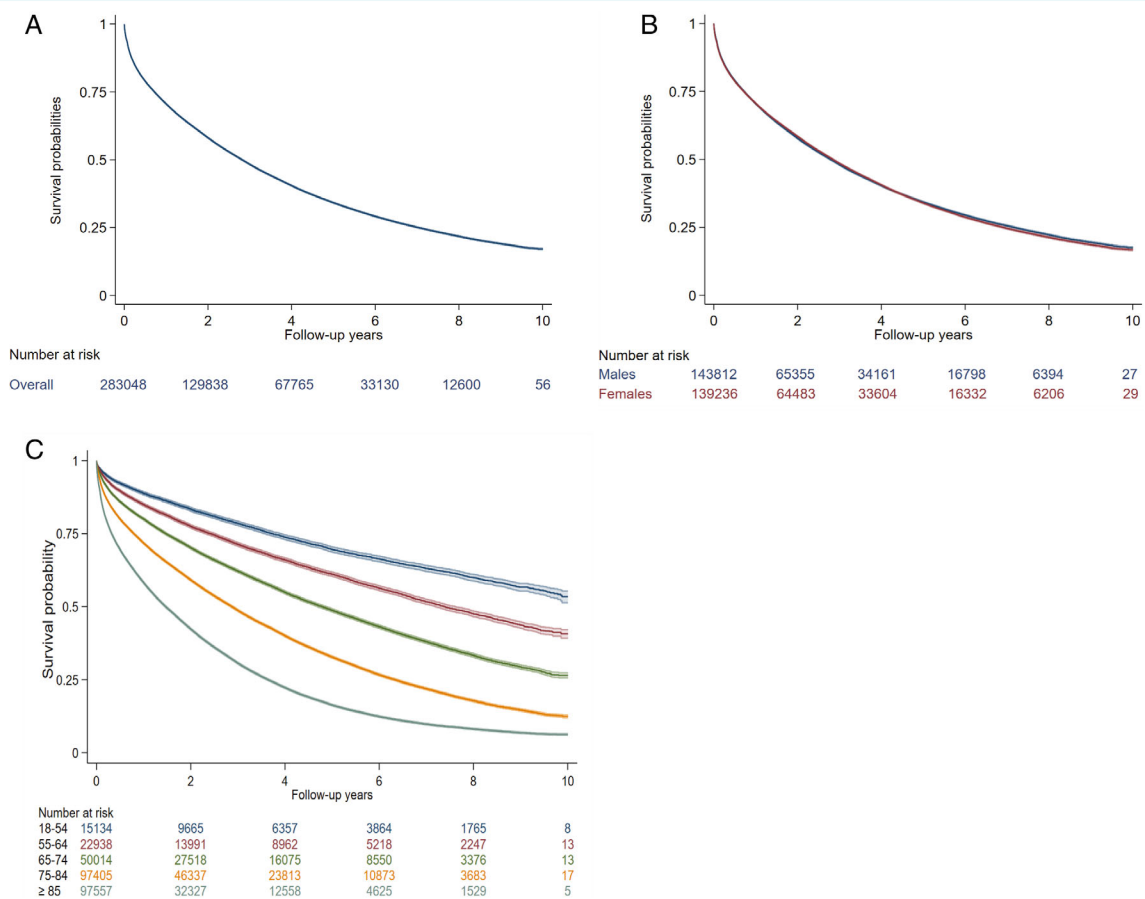 A
1
0.75
0.5
0.25
0
Survival probabilities
0 2 4 6 8 10
Follow-up years
Number at risk
Overall 283048 129838 67765 33130 12600 56
B
1
0.75
0.5
0.25
0
Survival probabilities
0 2 4 6 8 10
Follow-up years
Number at risk
Males 143812 65355 34161 16798 6394 27
Females 139236 64483 33604 16332 6206 29
C
1
0.75
0.5
0.25
0
Survival probability
0 2 4 6 8 10
Follow-up years
Number at risk
18-54 15134 9665 6357 3864 1765 8
55-64 22938 13991 8962 5218 2247 13
65-74 50014 27518 16075 8550 3376 13
75-84 97405 46337 23813 10873 3683 17
≥ 85 97557 32327 12558 4625 1529 5